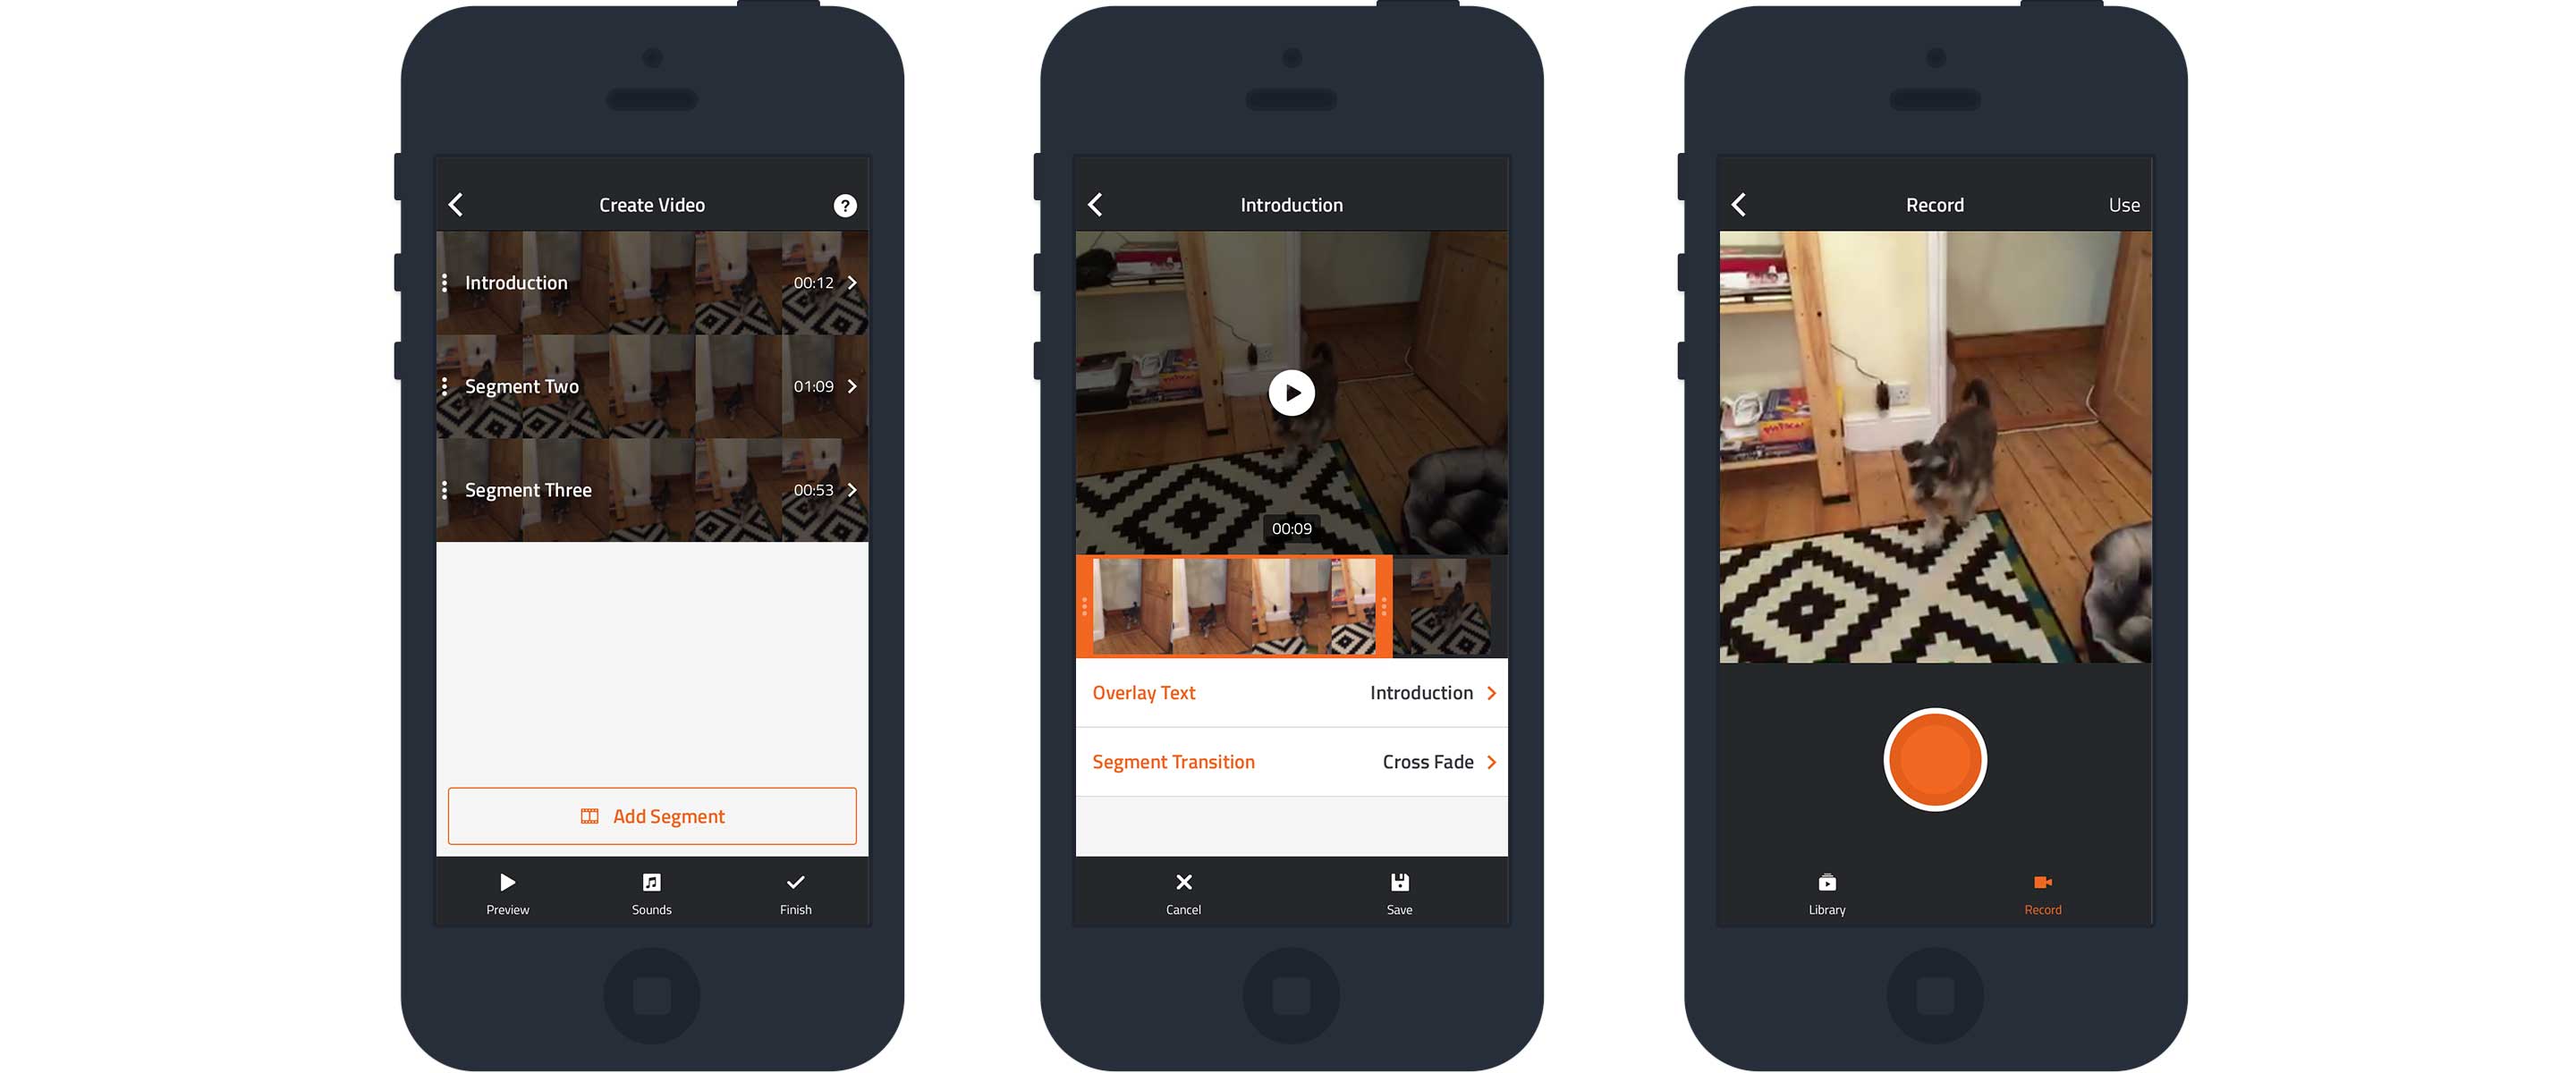 Create Video
?
Introduction 00:12
Segment Two 01:09
Segment Three 00:53
Add Segment
Preview Sounds Finish
Introduction
00:09
Overlay Text Introduction
Segment Transition Cross Fade
Cancel Save
Record Use
Library Record